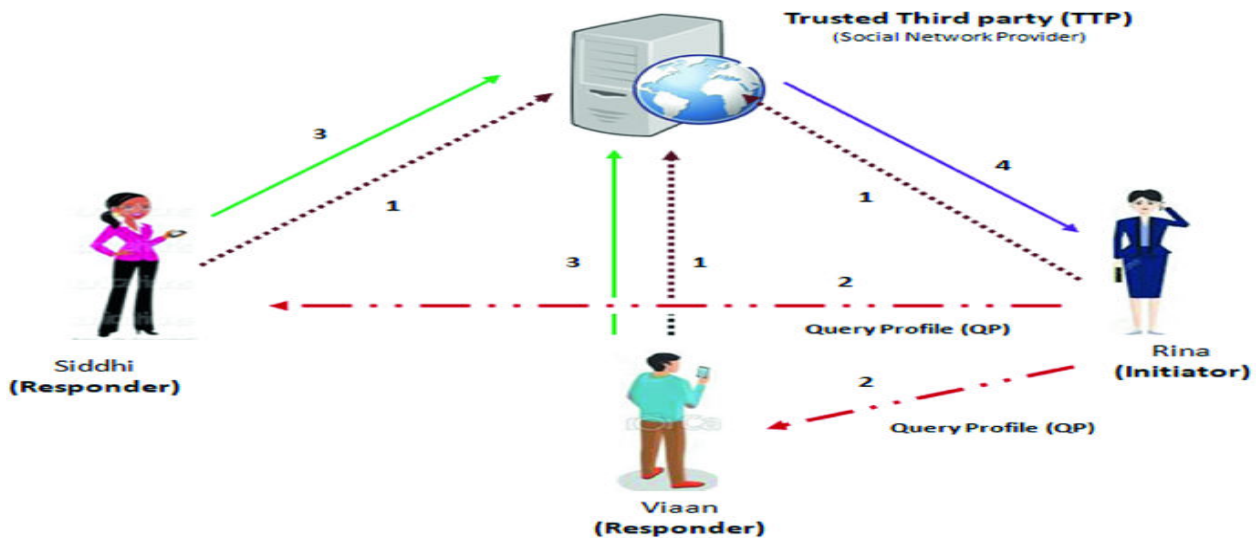 Trusted Third party (TTP)
(Social Network Provider)
3
1
4
1
3
1
2
Query Profile (QP)
Siddhi
(Responder)
Rina
(Initiator)
2
Query Profile (QP)
Viaan
(Responder)